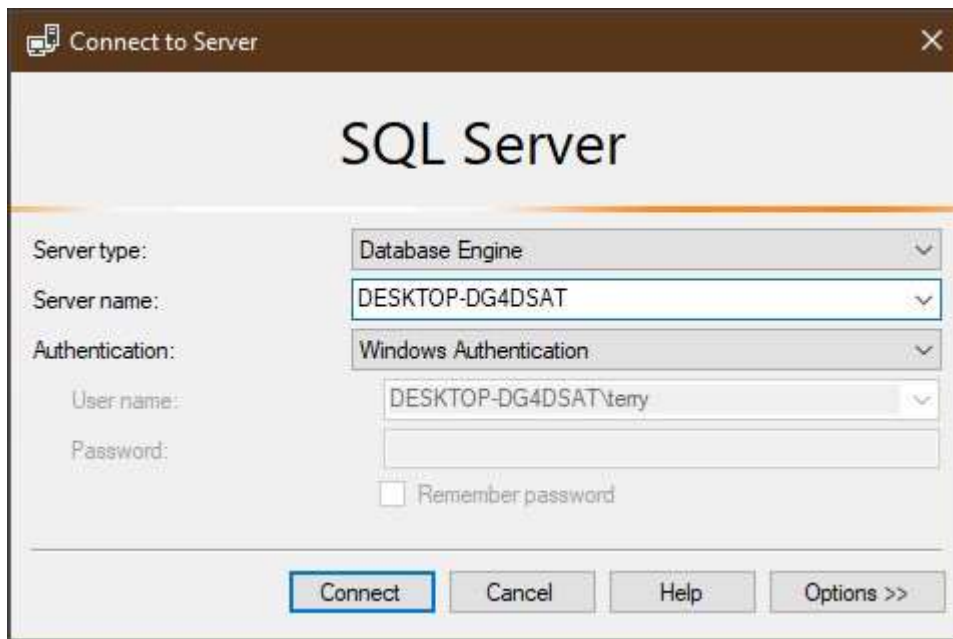 Connect to Server
SQL Server
Server type: Database Engine
Server name: DESKTOP-DG4DSAT
Authentication: Windows Authentication
User name: DESKTOP-DG4DSAT\terry
Password:
Remember password
Connect Cancel Help Options >>